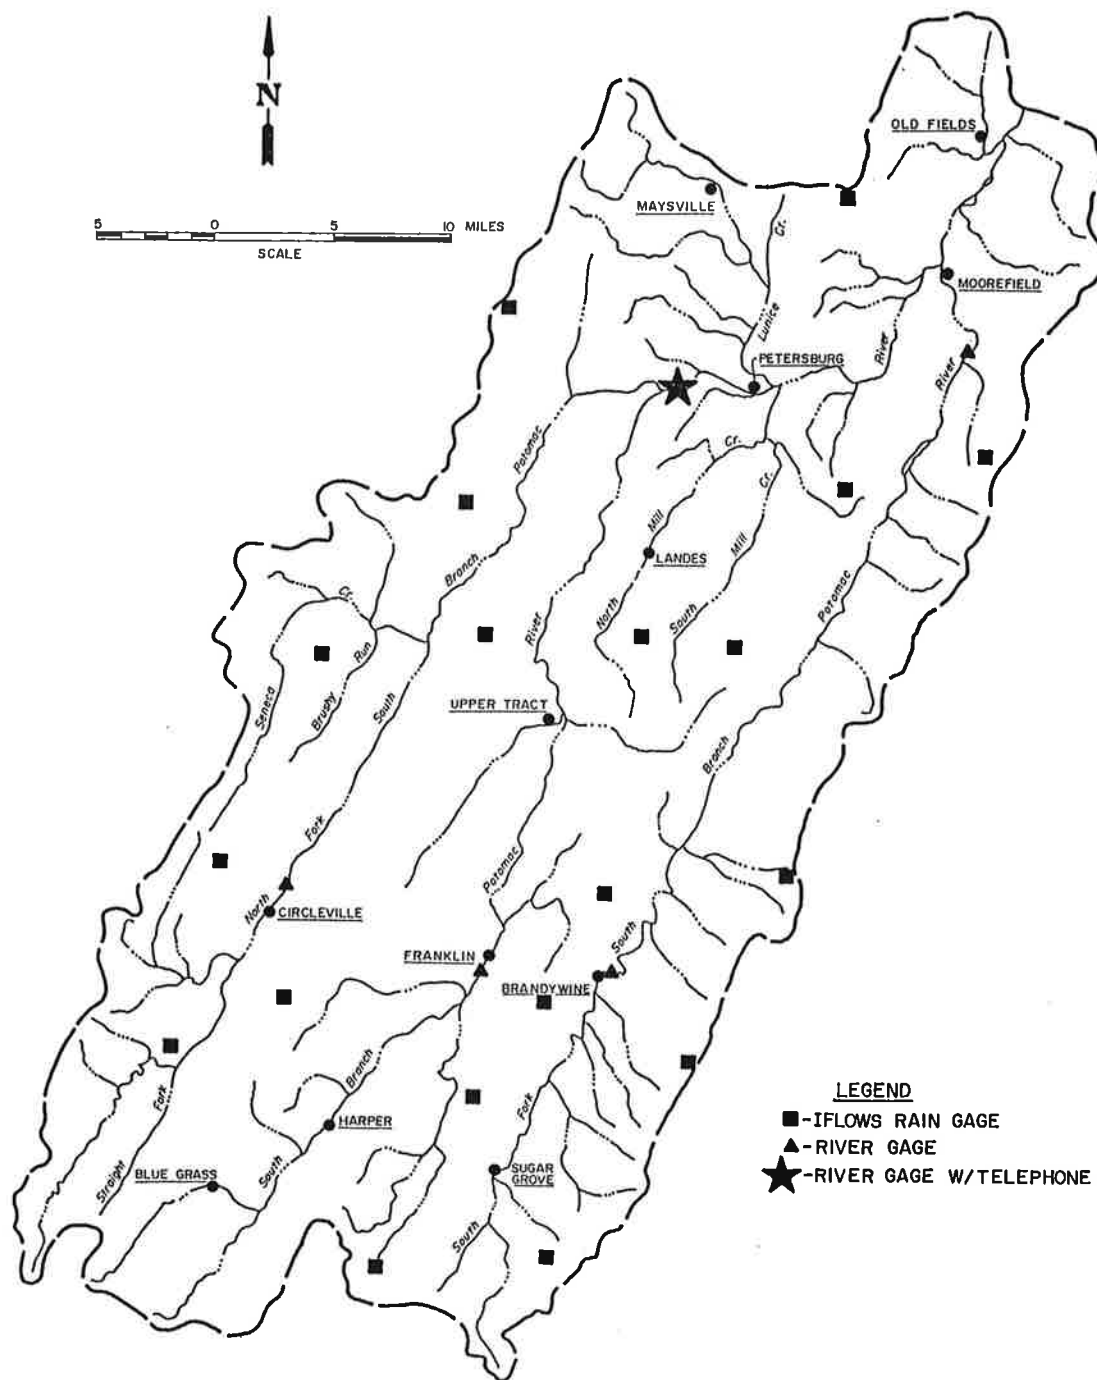 N
5 0 5 10 MILES
SCALE
OLD FIELDS
MAYSVILLE
Cr.
MOOREFIELD
Lunice
River
PETERSBURG
River
Potomac
Cr.
Cr.
Mill
Mill
LANDES
Branch
Potomac
Cr.
River
North
South
Run
Seneca
Brushy
South
UPPER TRACT
Branch
Fork
Potomac
North
CIRCLEVILLE
South
FRANKLIN
BRANDYWINE
Branch
Fork
Fork
HARPER
LEGEND
-IFLOWS RAIN GAGE
-RIVER GAGE
-RIVER GAGE W/TELEPHONE
BLUE GRASS
Straight
South
SUGAR
GROVE
South